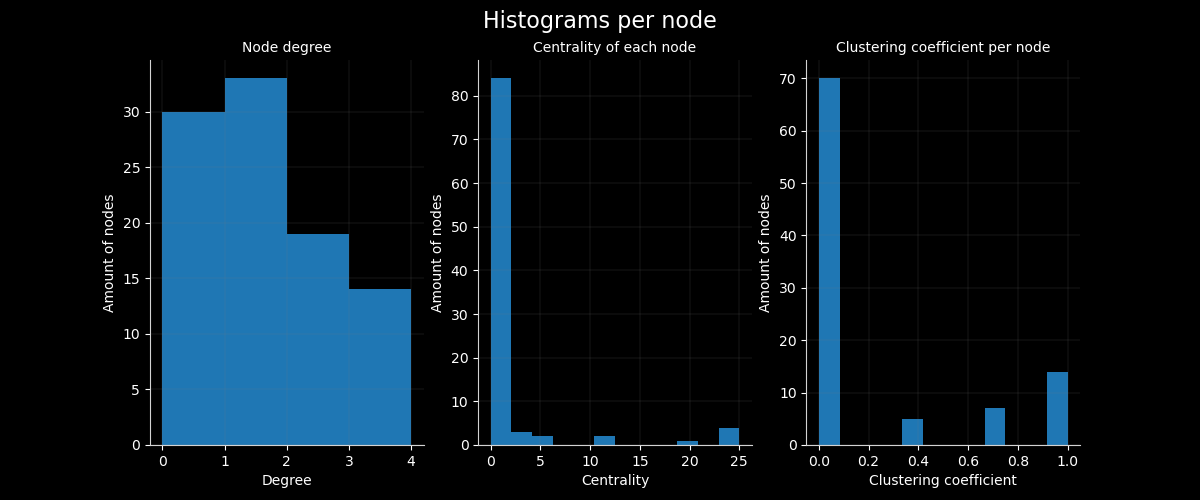 Histograms per node
Node degree
Amount of nodes
30
25
20
15
10
5
0
0 1 2 3 4
Degree
Centrality of each node
Amount of nodes
80
70
60
50
40
30
20
10
0
0 5 10 15 20 25
Centrality
Clustering coefficient per node
Amount of nodes
70
60
50
40
30
20
10
0
0.0 0.2 0.4 0.6 0.8 1.0
Clustering coefficient